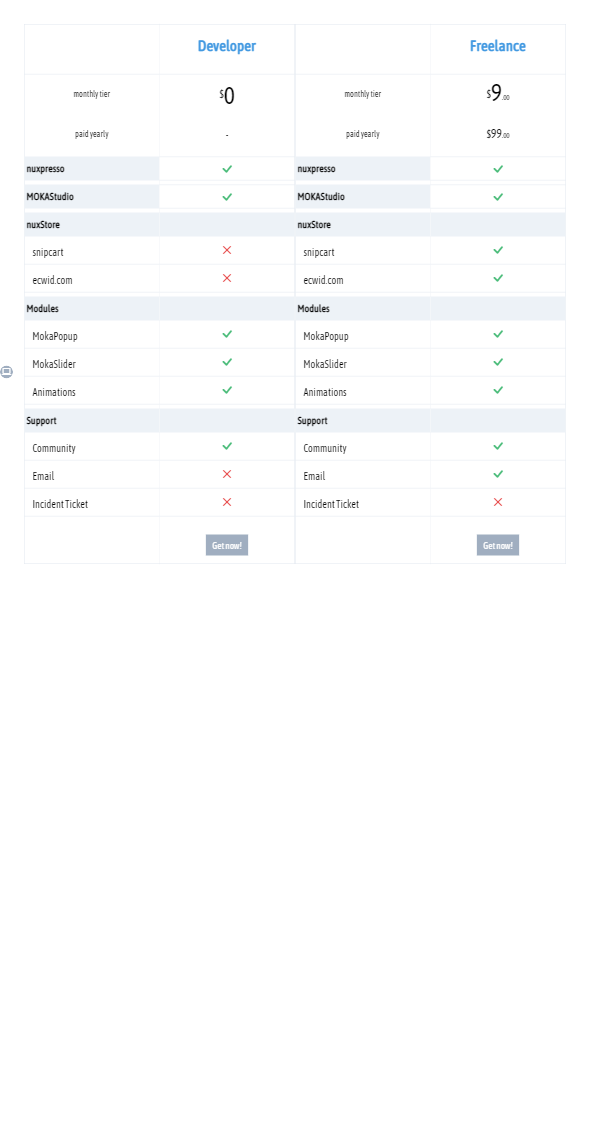 Developer Freelance
monthly tier $0 monthly tier $9.00
paid yearly - paid yearly $99.00
nuxpresso nuxpresso
MOKAStudio MOKAStudio
nuxStore nuxStore
snipcart snipcart
ecwid.com ecwid.com
Modules Modules
MokaPopup MokaPopup
MokaSlider MokaSlider
Animations Animations
Support Support
Community Community
Email Email
Incident Ticket Incident Ticket
Get now! Get now!